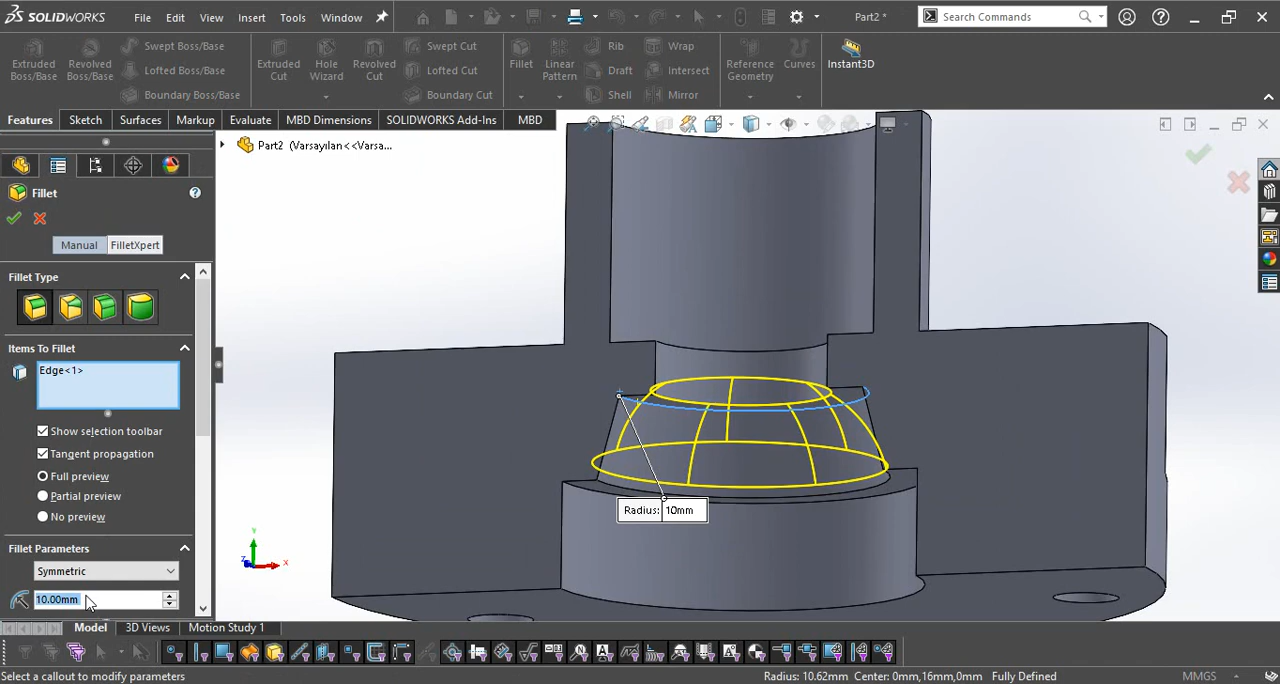 SOLIDWORKS File Edit View Insert Tools Window Part2 * Search Commands
Extruded Boss/Base
Revolved Boss/Base
Swept Boss/Base
Lofted Boss/Base
Boundary Boss/Base
Extruded Cut
Hole Wizard
Revolved Cut
Swept Cut
Lofted Cut
Boundary Cut
Fillet
Linear Pattern
Rib
Draft
Shell
Wrap
Intersect
Mirror
Reference Geometry
Curves
Instant3D
Features Sketch Surfaces Markup Evaluate MBD Dimensions SOLIDWORKS Add-Ins MBD
Part2 (Varsayılan<<Varsa...
Fillet
Manual FilletXpert
Fillet Type
Items To Fillet
Edge<1>
Show selection toolbar
Tangent propagation
Full preview
Partial preview
No preview
Fillet Parameters
Symmetric
10.00mm
Radius: 10mm
Y
Z X
Model 3D Views Motion Study 1
Select a callout to modify parameters Radius: 10.62mm Center: 0mm,16mm,0mm Fully Defined MMGS